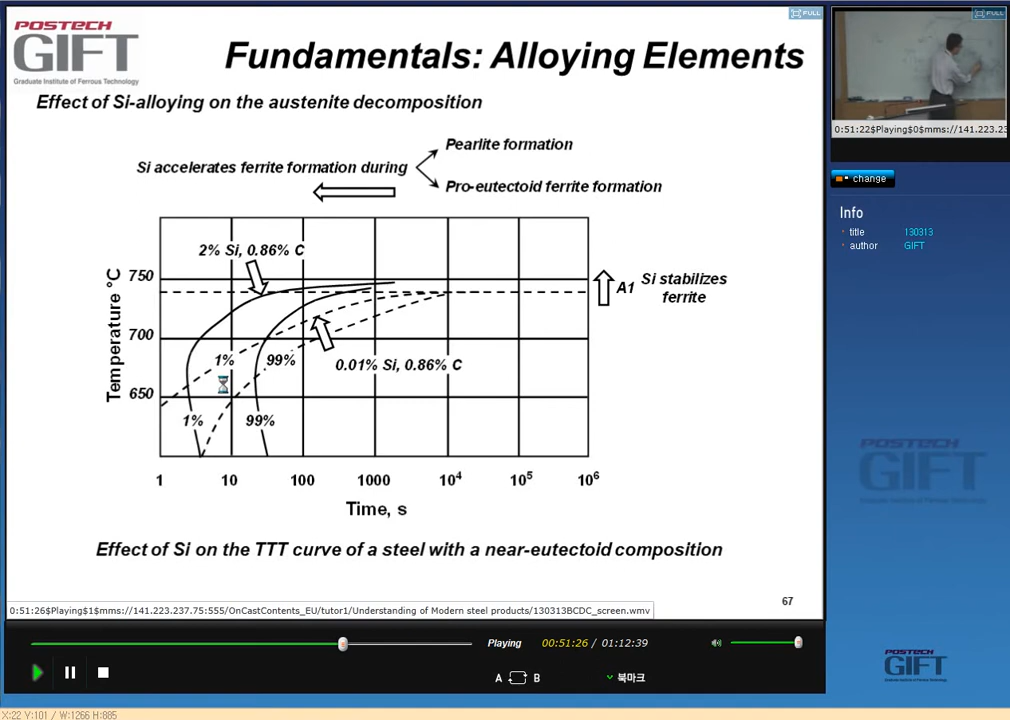 POSTECH
GIFT
Graduate Institute of Ferrous Technology
Fundamentals: Alloying Elements
FULL
FULL
Effect of Si-alloying on the austenite decomposition
0:51:22$Playing$0$mms://141.223.23
change
Info
title 130313
author GIFT
Pearlite formation
Si accelerates ferrite formation during
Pro-eutectoid ferrite formation
2% Si, 0.86% C
750
A1
Si stabilizes
ferrite
700
1%
99%
0.01% Si, 0.86% C
650
1%
99%
Temperature °C
1 10 100 1000 10⁴ 10⁵ 10⁶
Time, s
Effect of Si on the TTT curve of a steel with a near-eutectoid composition
67
0:51:26$Playing$1$mms://141.223.237.75:555/OnCastContents_EU/tutor1/Understanding of Modern steel products/130313BCDC_screen.wmv
Playing 00:51:26 / 01:12:39
A B 북마크
POSTECH
GIFT
POSTECH
GIFT
X:22 Y:101 / W:1266 H:885